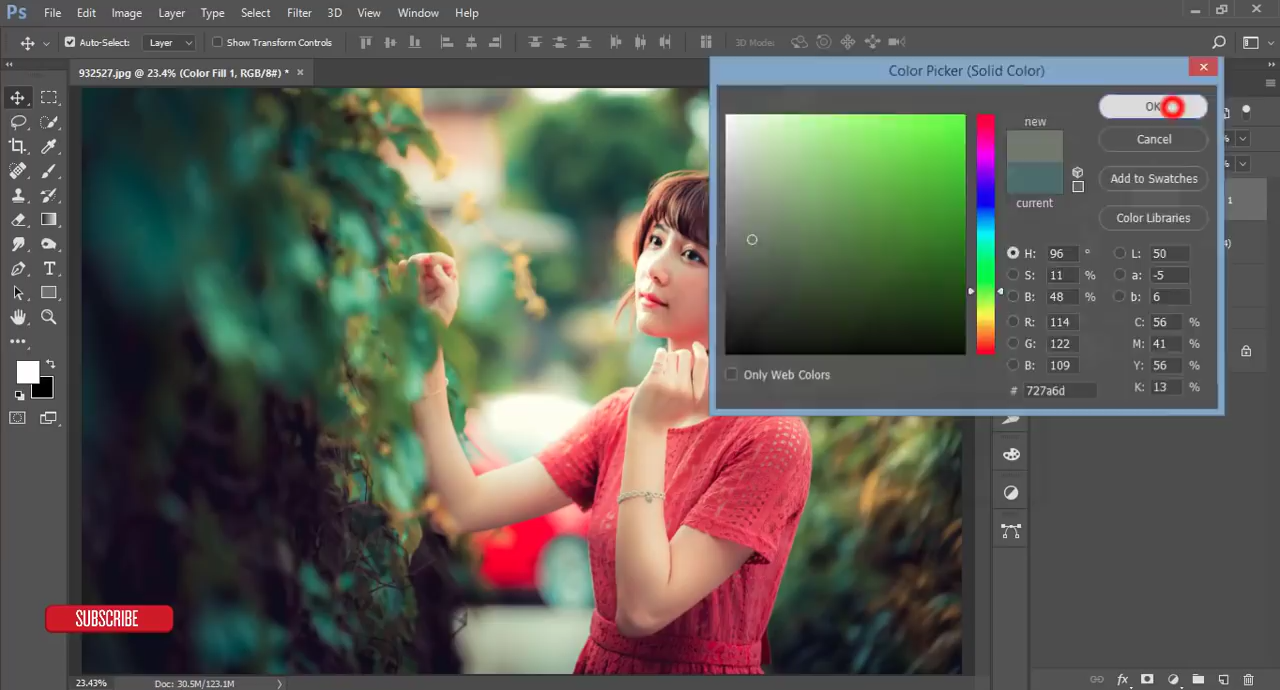 Ps File Edit Image Layer Type Select Filter 3D View Window Help
Auto-Select: Layer Show Transform Controls 3D Mode:
932527.jpg @ 23.4% (Color Fill 1, RGB/8#) * ×
Color Picker (Solid Color)
new
current
OK
Cancel
Add to Swatches
Color Libraries
H: 96 ° L: 50
S: 11 % a: -5
B: 48 % b: 6
R: 114 C: 56 %
G: 122 M: 41 %
B: 109 Y: 56 %
# 727a6d K: 13 %
Only Web Colors
% 
%
1
4)
SUBSCRIBE
23.43% Doc: 30.5M/123.1M
fx